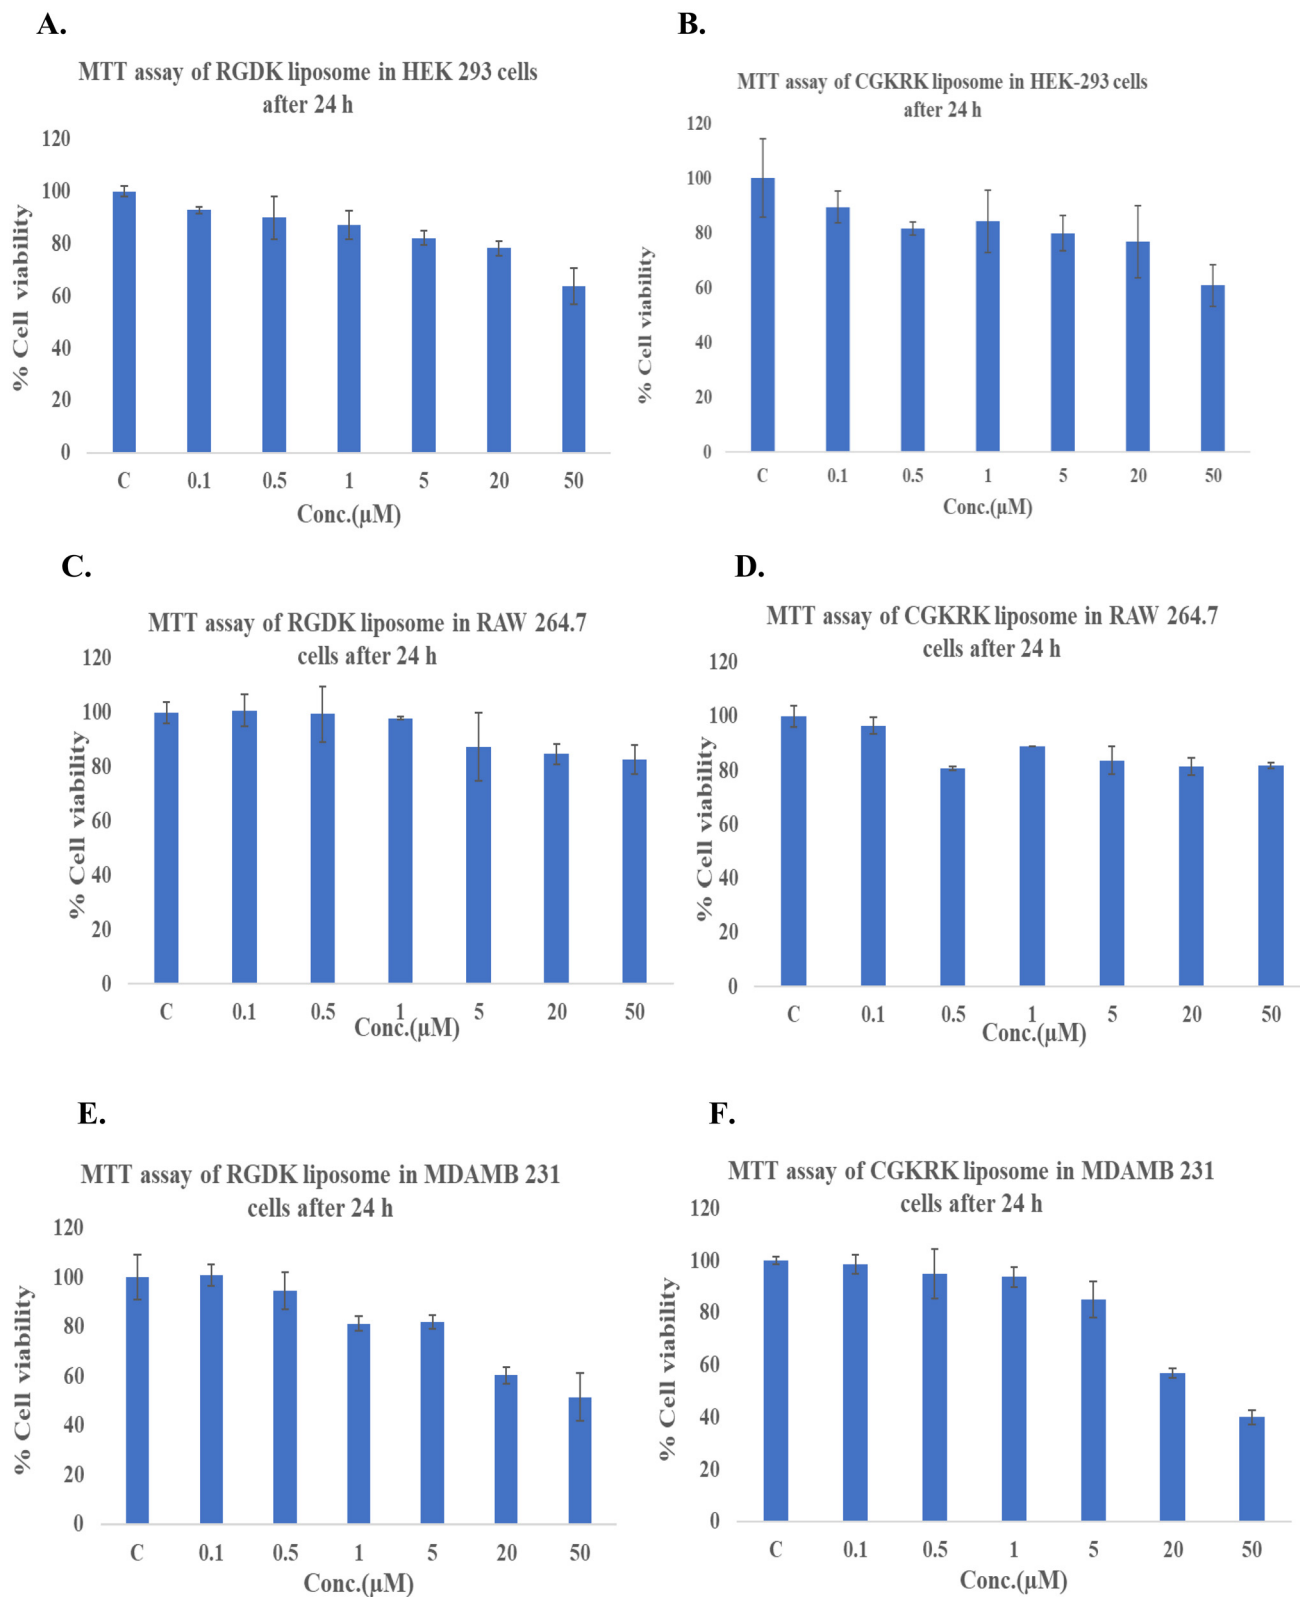 A.
MTT assay of RGDK liposome in HEK 293 cells
after 24 h
% Cell viability
120
100
80
60
40
20
0
C 0.1 0.5 1 5 20 50
Conc.(µM)
B.
MTT assay of CGKRK liposome in HEK-293 cells
after 24 h
% Cell viability
120
100
80
60
40
20
0
C 0.1 0.5 1 5 20 50
Conc.(µM)
C.
MTT assay of RGDK liposome in RAW 264.7
cells after 24 h
% Cell viability
120
100
80
60
40
20
0
C 0.1 0.5 1 5 20 50
Conc.(µM)
D.
MTT assay of CGKRK liposome in RAW 264.7
cells after 24 h
% Cell viability
120
100
80
60
40
20
0
C 0.1 0.5 1 5 20 50
Conc.(µM)
E.
MTT assay of RGDK liposome in MDAMB 231
cells after 24 h
% Cell viability
120
100
80
60
40
20
0
C 0.1 0.5 1 5 20 50
Conc.(µM)
F.
MTT assay of CGKRK liposome in MDAMB 231
cells after 24 h
% Cell viability
120
100
80
60
40
20
0
C 0.1 0.5 1 5 20 50
Conc.(µM)